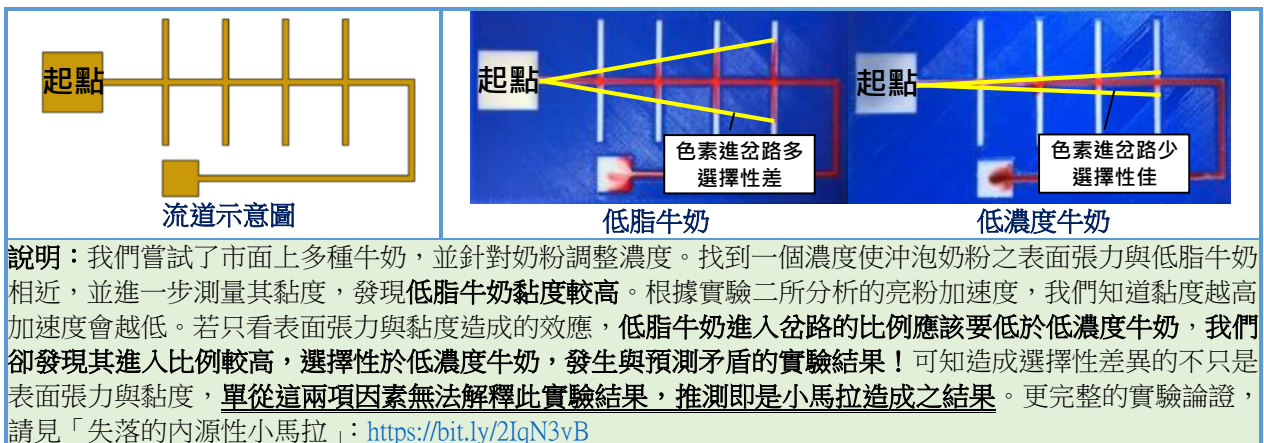 起點
流道示意圖
起點
色素進岔路多
選擇性差
低脂牛奶
起點
色素進岔路少
選擇性佳
低濃度牛奶
說明：我們嘗試了市面上多種牛奶，並針對奶粉調整濃度。找到一個濃度使沖泡奶粉之表面張力與低脂牛奶
相近，並進一步測量其黏度，發現低脂牛奶黏度較高。根據實驗二所分析的亮粉加速度，我們知道黏度越高
加速度會越低。若只看表面張力與黏度造成的效應，低脂牛奶進入岔路的比例應該要低於低濃度牛奶，我們
卻發現其進入比例較高，選擇性於低濃度牛奶，發生與預測矛盾的實驗結果！可知造成選擇性差異的不只是
表面張力與黏度，單從這兩項因素無法解釋此實驗結果，推測即是小馬拉造成之結果。更完整的實驗論證，
請見「失落的內源性小馬拉」：https://bit.ly/2IqN3vB